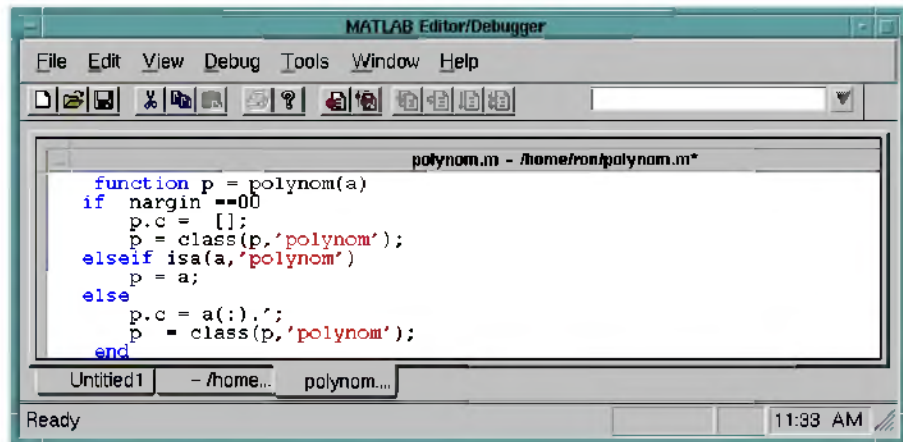 MATLAB Editor/Debugger
File Edit View Debug Tools Window Help
polynom.m - /home/ron/polynom.m*
function p = polynom(a)
if nargin ==00
p.c = [];
p = class(p,'polynom');
elseif isa(a,'polynom')
p = a;
else
p.c = a(:).';
p = class(p,'polynom');
end
Untitled1 - /home... polynom....
Ready 11:33 AM